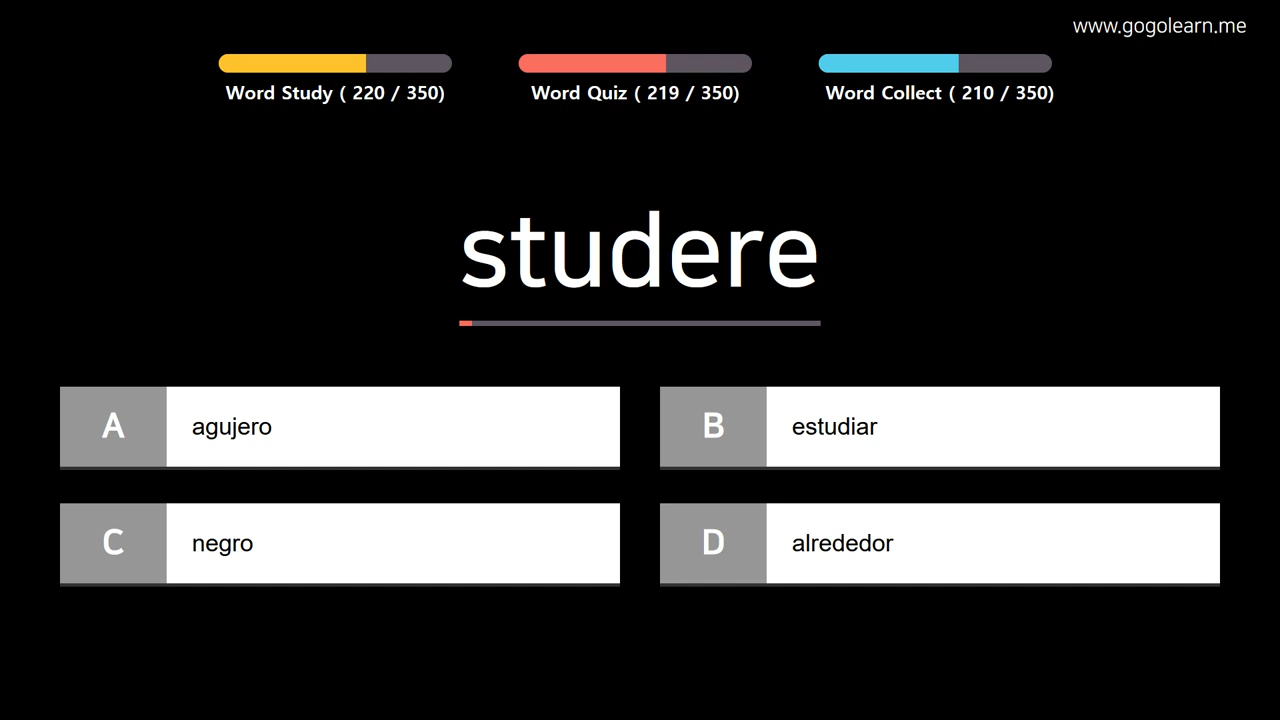 www.gogolearn.me
Word Study ( 220 / 350) Word Quiz ( 219 / 350) Word Collect ( 210 / 350)
studere
A agujero
B estudiar
C negro
D alrededor